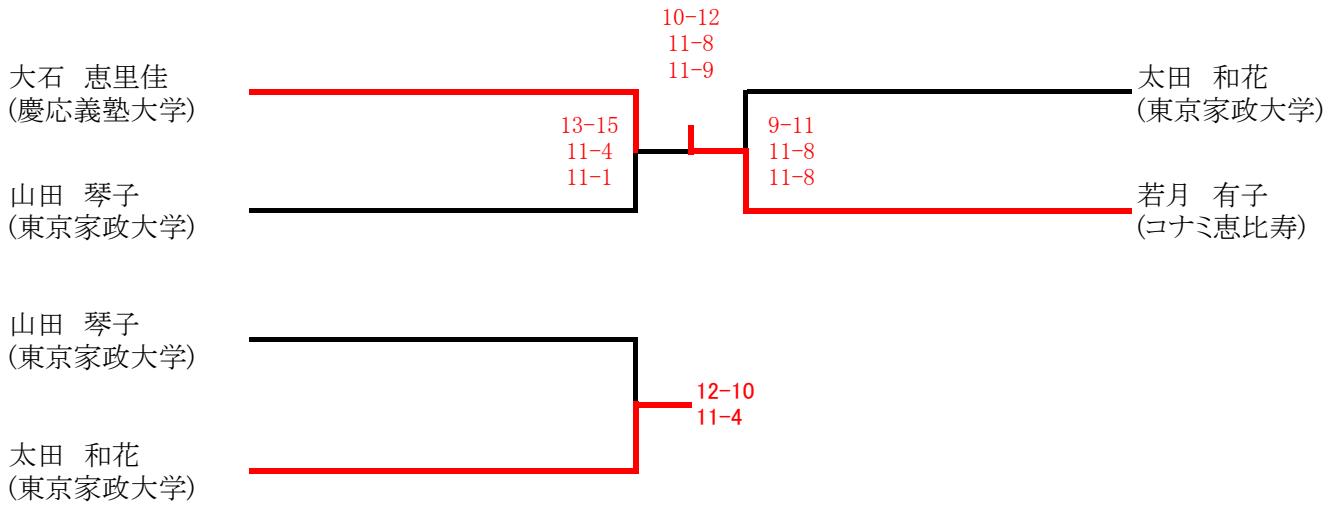 10-12
11-8
11-9
大石　恵里佳
(慶応義塾大学)
太田　和花
(東京家政大学)
13-15
11-4
11-1
9-11
11-8
11-8
山田　琴子
(東京家政大学)
若月　有子
(コナミ恵比寿)
山田　琴子
(東京家政大学)
12-10
11-4
太田　和花
(東京家政大学)